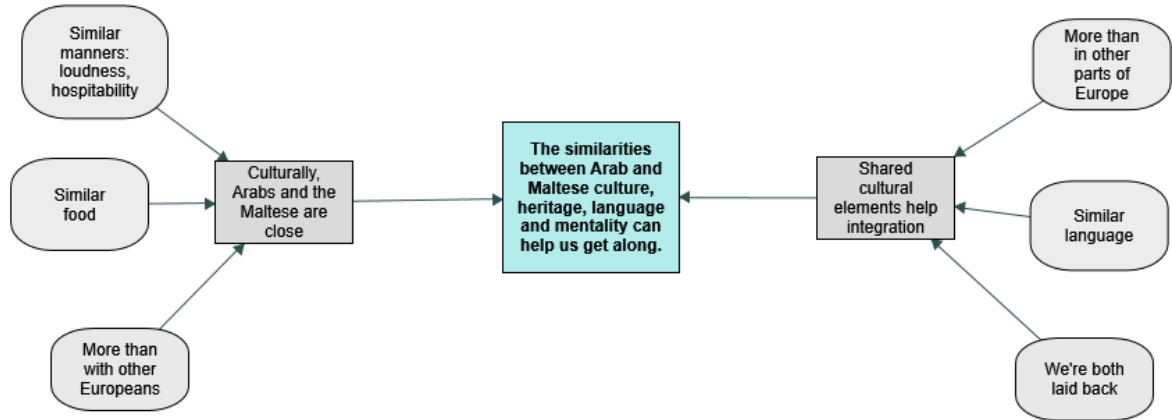 Similar
manners:
loudness,
hospitability
Similar
food
More than
with other
Europeans
Culturally,
Arabs and the
Maltese are
close
The similarities
between Arab and
Maltese culture,
heritage, language
and mentality can
help us get along.
Shared
cultural
elements help
integration
More than
in other
parts of
Europe
Similar
language
We're both
laid back